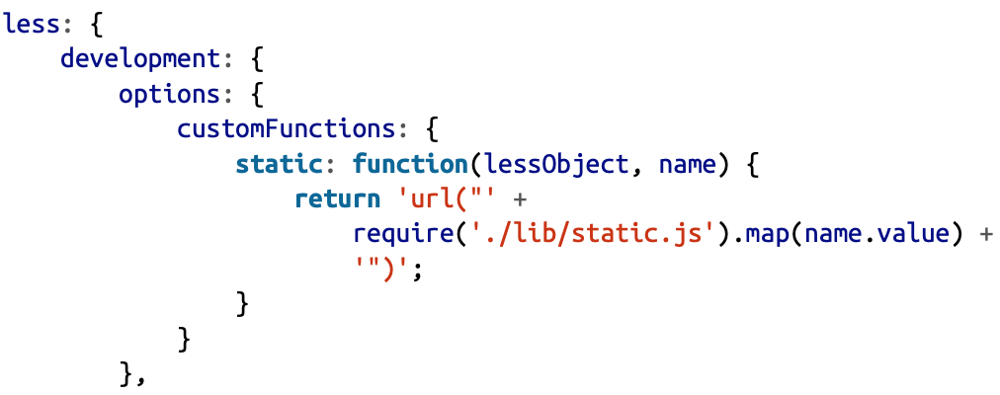 less: {
    development: {
        options: {
            customFunctions: {
                static: function(lessObject, name) {
                    return 'url("' +
                        require('./lib/static.js').map(name.value) +
                        '")';
                }
            }
        },